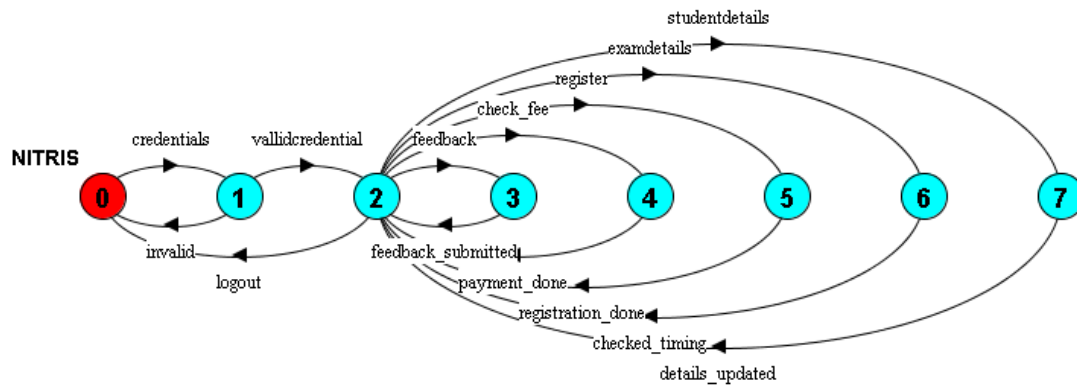 studentdetails
examdetails
register
check_fee
credentials
vallidcredential
feedback
NITRIS
0
1
2
3
4
5
6
7
invalid
feedback_submitted
logout
payment_done
registration_done
checked_timing
details_updated